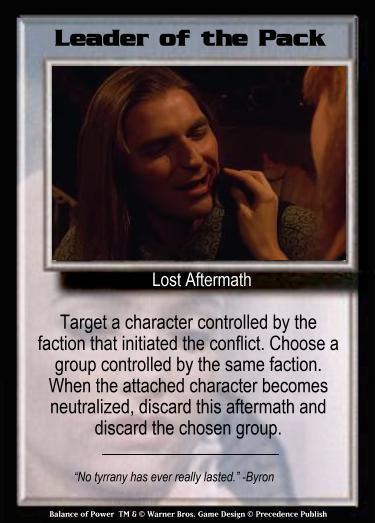 Leader of the Pack
Lost Aftermath
Target a character controlled by the
faction that initiated the conflict. Choose a
group controlled by the same faction.
When the attached character becomes
neutralized, discard this aftermath and
discard the chosen group.
“No tyrrany has ever really lasted.” -Byron
Balance of Power TM & © Warner Bros. Game Design © Precedence Publish